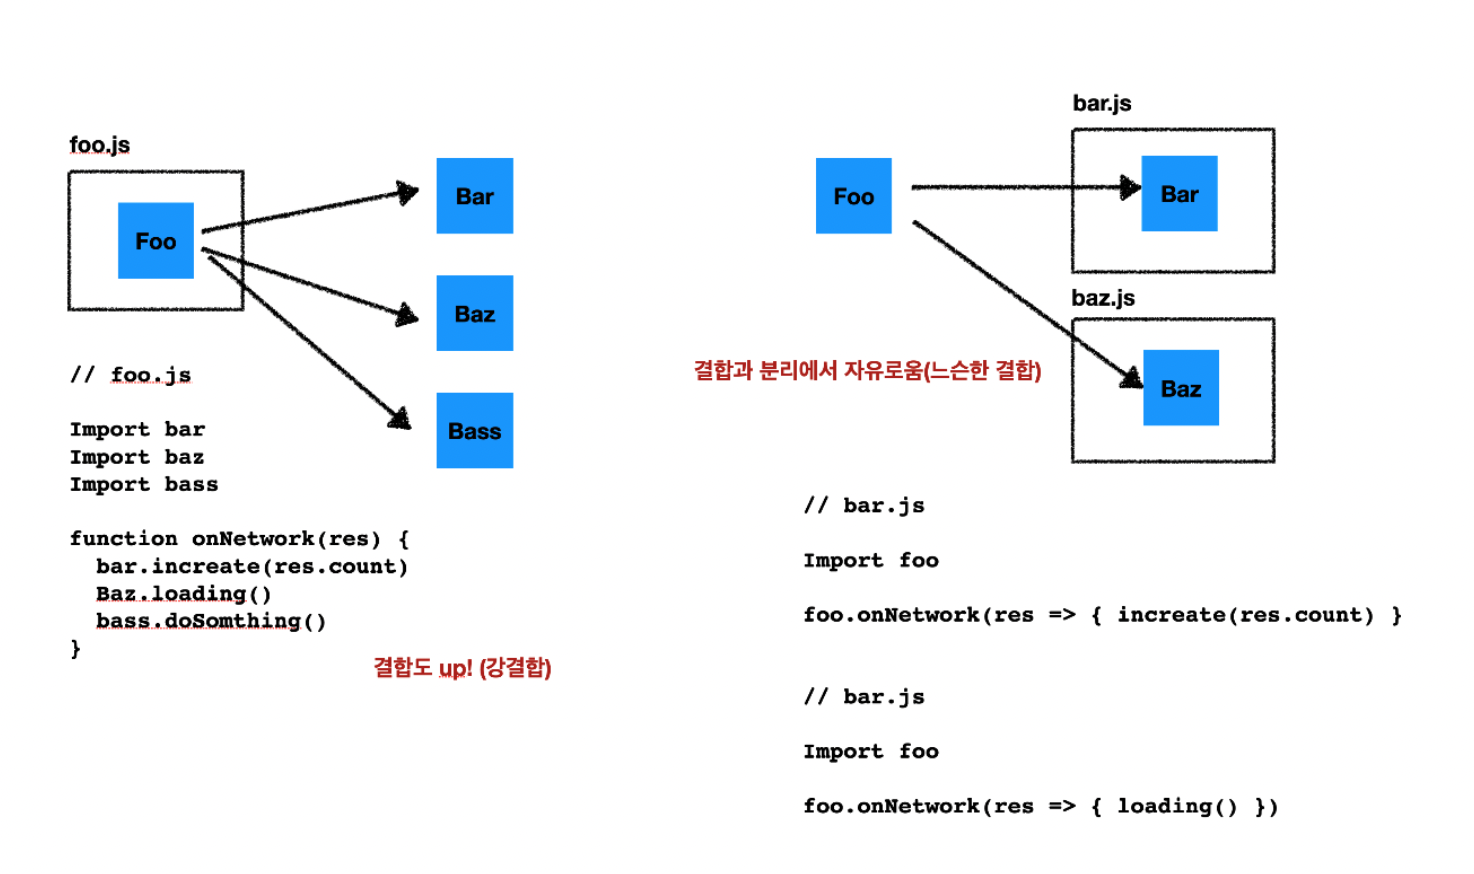 foo.js
Foo
Bar
Baz
Bass
// foo.js
Import bar
Import baz
Import bass
function onNetwork(res) {
  bar.increate(res.count)
  Baz.loading()
  bass.doSomthing()
}
결합도 up! (강결합)
bar.js
Foo
Bar
baz.js
Baz
결합과 분리에서 자유로움(느슨한 결합)
// bar.js
Import foo
foo.onNetwork(res => { increate(res.count) }
// bar.js
Import foo
foo.onNetwork(res => { loading() })